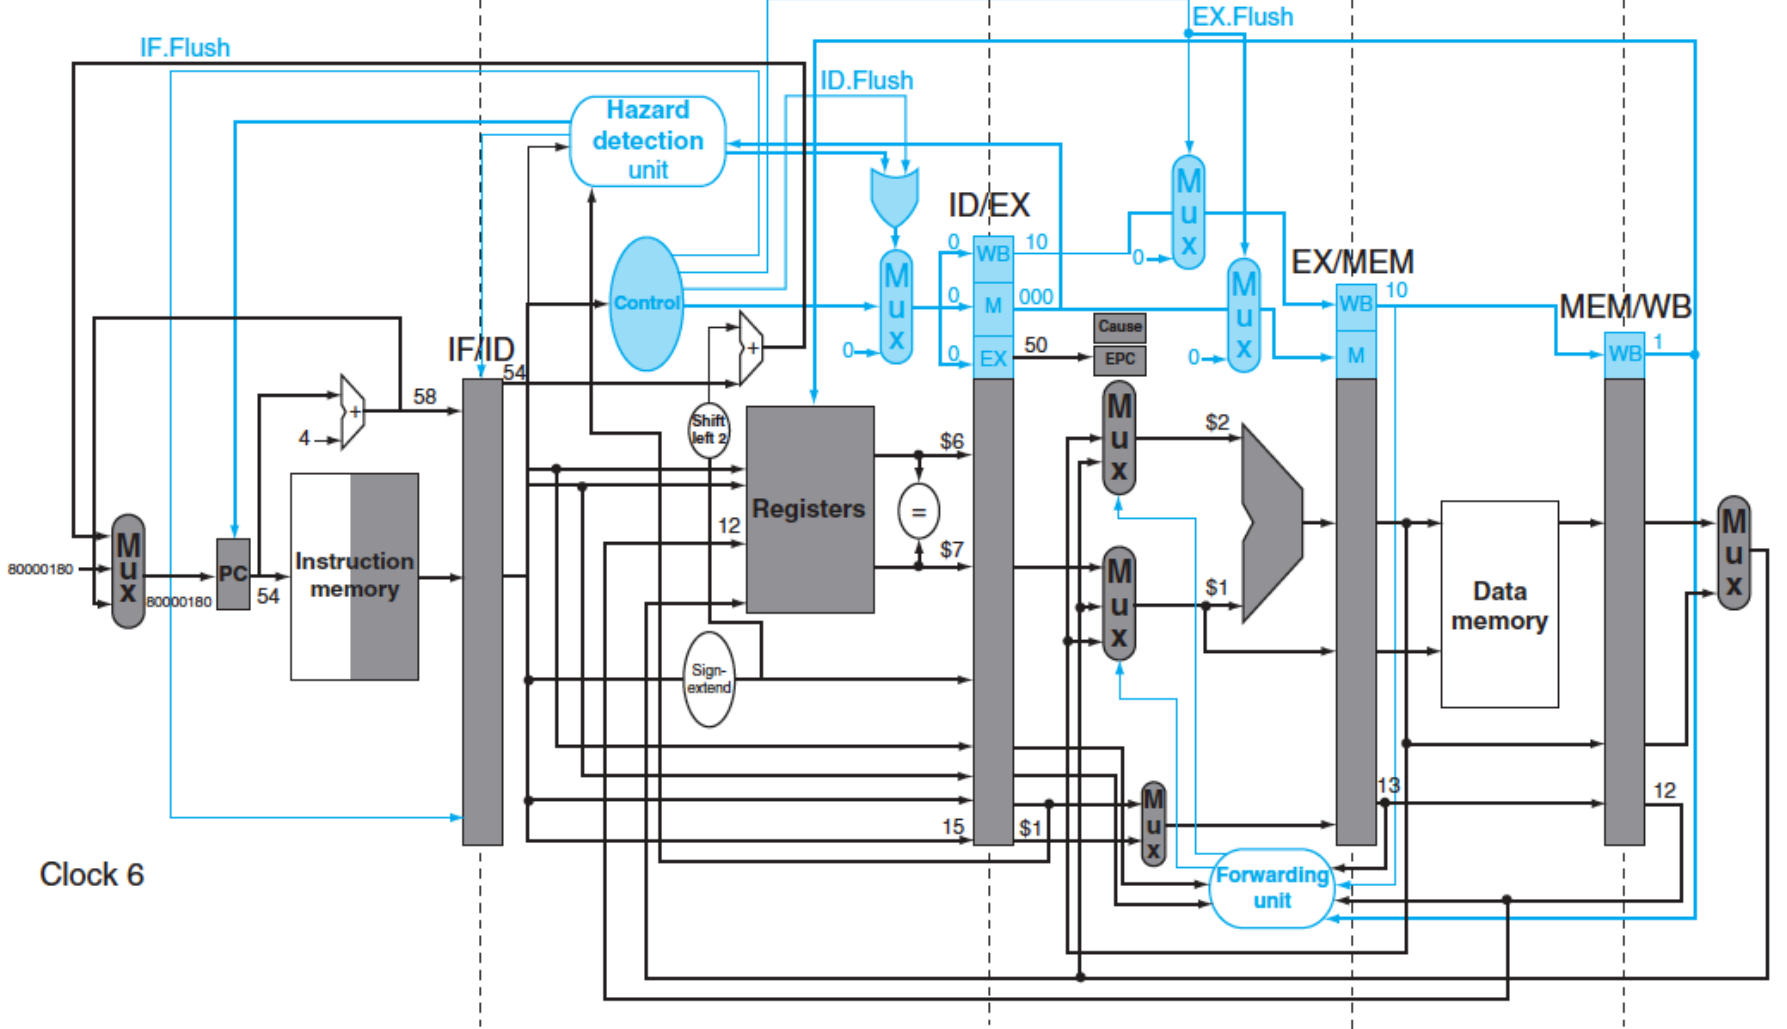 EX.Flush
IF.Flush
ID.Flush
Hazard
detection
unit
ID/EX
M
u
x
0
Control
M
u
x
0
0
0
0
WB
M
EX
10
000
50
Cause
EPC
M
u
x
0
EX/MEM
WB
M
10
MEM/WB
WB
1
IF/ID
54
58
4
+
+
Shift
left 2
M
u
x
80000180
80000180
PC
54
Instruction
memory
Registers
12
$6
=
$7
Sign-
extend
M
u
x
$2
M
u
x
$1
Data
memory
M
u
x
13
12
15
$1
M
u
x
Forwarding
unit
Clock 6